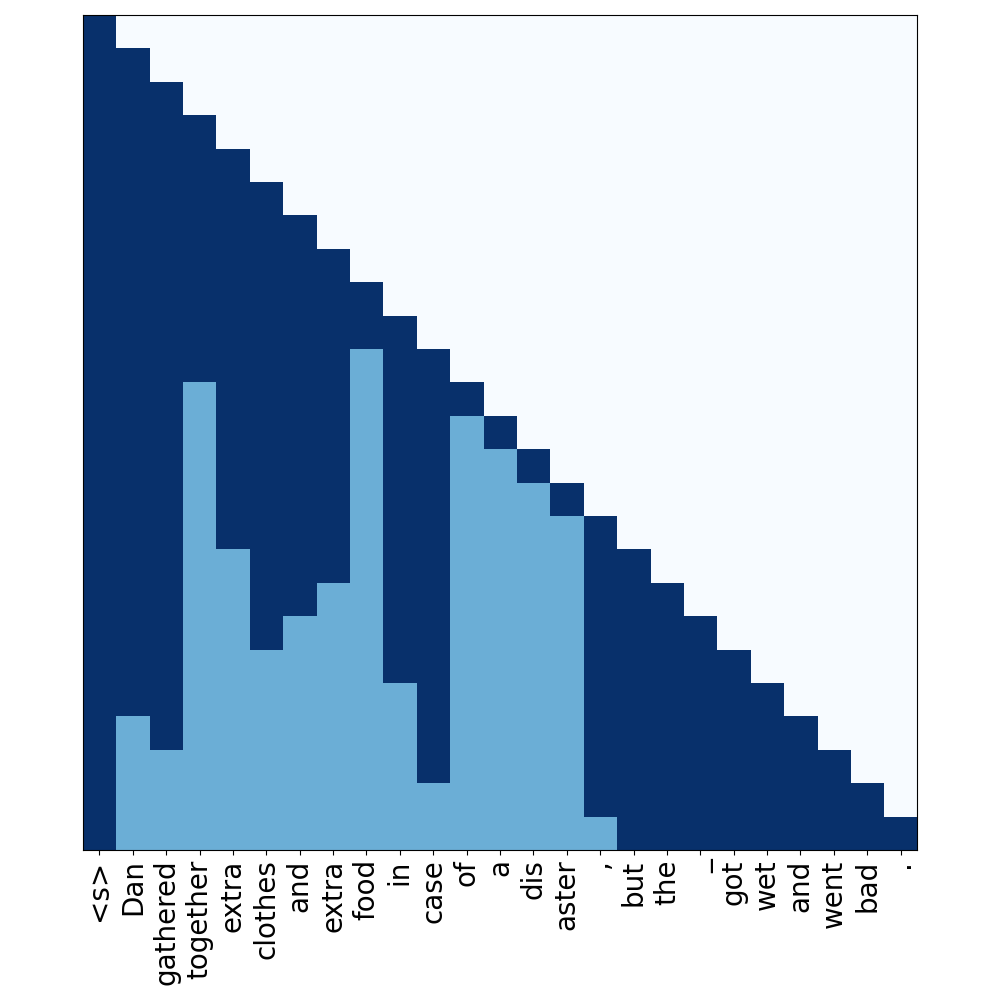 <s> Dan gathered together extra clothes and extra food in case of a dis aster , but the _ got wet and went bad .